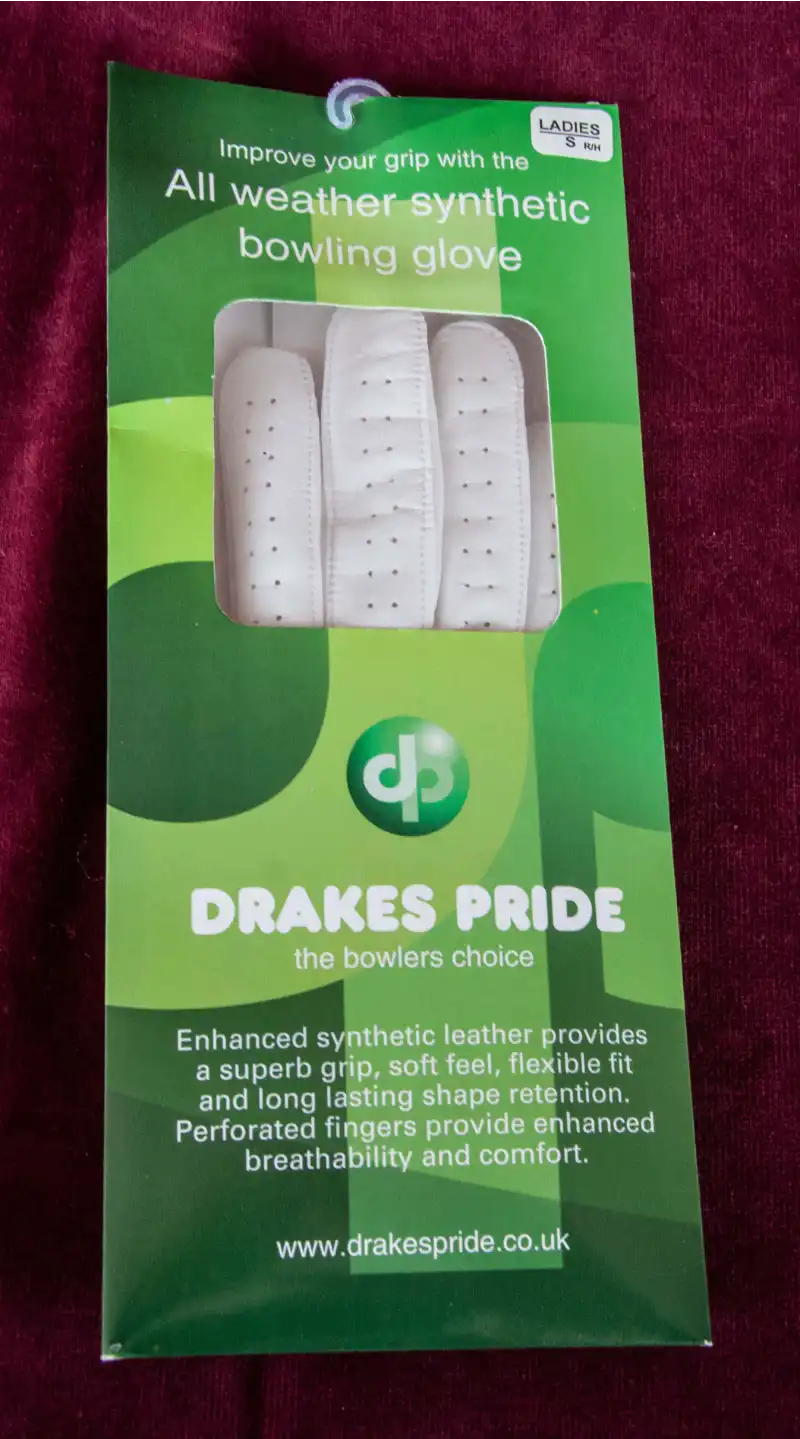 LADIES
S R/H
Improve your grip with the
All weather synthetic
bowling glove
dp
DRAKES PRIDE
the bowlers choice
Enhanced synthetic leather provides
a superb grip, soft feel, flexible fit
and long lasting shape retention.
Perforated fingers provide enhanced
breathability and comfort.
www.drakespride.co.uk